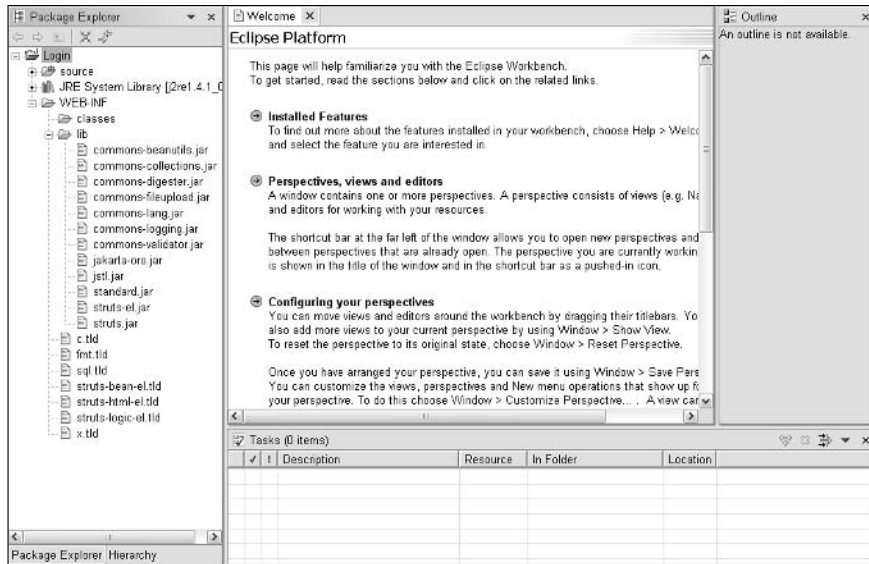 Package Explorer
Login
source
JRE System Library [j2re1.4.1_0
WEB-INF
classes
lib
commons-beanutils.jar
commons-collections.jar
commons-digester.jar
commons-fileupload.jar
commons-lang.jar
commons-logging.jar
commons-validator.jar
jakarta-oro.jar
jstl.jar
standard.jar
struts-el.jar
struts.jar
c.tld
fmt.tld
sql.tld
struts-bean-el.tld
struts-html-el.tld
struts-logic-el.tld
x.tld
Package Explorer Hierarchy
Welcome
Eclipse Platform
This page will help familiarize you with the Eclipse Workbench.
To get started, read the sections below and click on the related links.
Installed Features
To find out more about the features installed in your workbench, choose Help > Welco
and select the feature you are interested in.
Perspectives, views and editors
A window contains one or more perspectives. A perspective consists of views (e.g. Na
and editors for working with your resources.
The shortcut bar at the far left of the window allows you to open new perspectives and
between perspectives that are already open. The perspective you are currently workin
is shown in the title of the window and in the shortcut bar as a pushed-in icon.
Configuring your perspectives
You can move views and editors around the workbench by dragging their titlebars. Yo
also add more views to your current perspective by using Window > Show View.
To reset the perspective to its original state, choose Window > Reset Perspective.
Once you have arranged your perspective, you can save it using Window > Save Pers
You can customize the views, perspectives and New menu operations that show up fo
your perspective. To do this choose Window > Customize Perspective... . A view can
Outline
An outline is not available.
Tasks (0 items)
! Description Resource In Folder Location